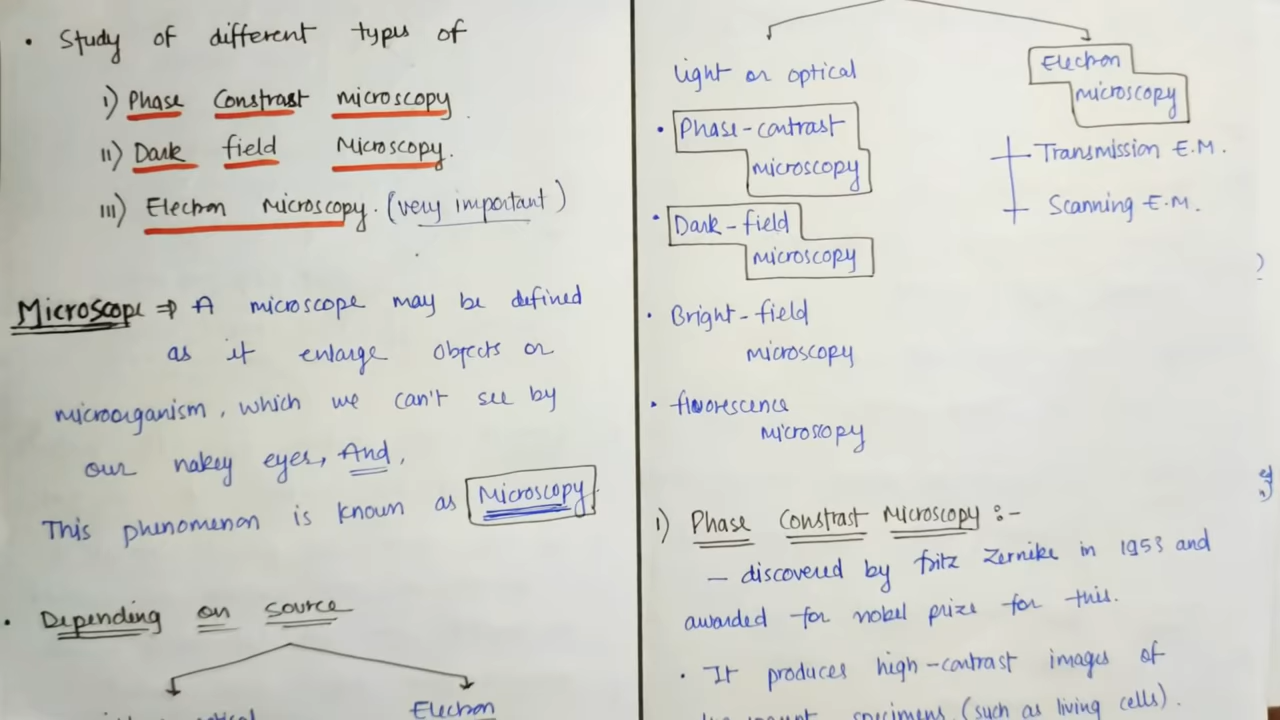 • Study of different types of
i) Phase Constrast microscopy.
ii) Dark field Microscopy.
iii) Electron Microscopy. (very important)
Microscope ⇒ A microscope may be defined
as it enlarge objects or
microorganism, which we can't see by
our nakey eyes, And,
This phenomenon is known as Microscopy.
• Depending on source
Electron
light or optical
• Phase-contrast
microscopy
• Dark-field
microscopy
• Bright-field
microscopy
• fluorescence
microscopy
Electron
microscopy
Transmission E.M.
Scanning E.M.
i) Phase Constrast Microscopy :-
— discovered by fritz Zernike in 1953 and
awarded for nobel prize for this.
• It produces high-contrast images of
specimens (such as living cells).